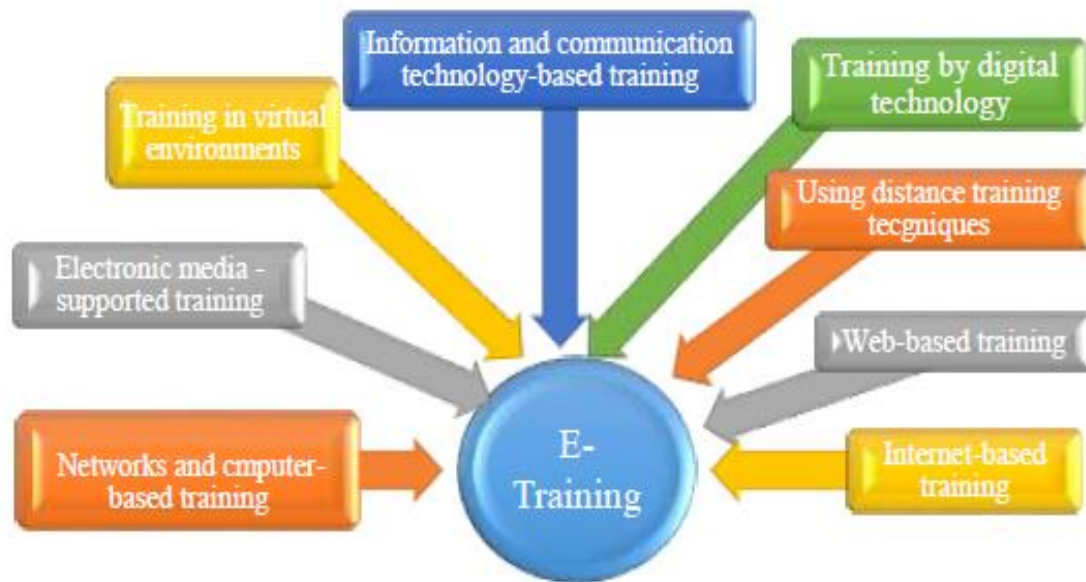 Information and communication
technology-based training
Training by digital
technology
Training in virtual
environments
Using distance training
tecgniques
Electronic media -
supported training
Web-based training
Networks and cmputer-
based training
E-
Training
Internet-based
training